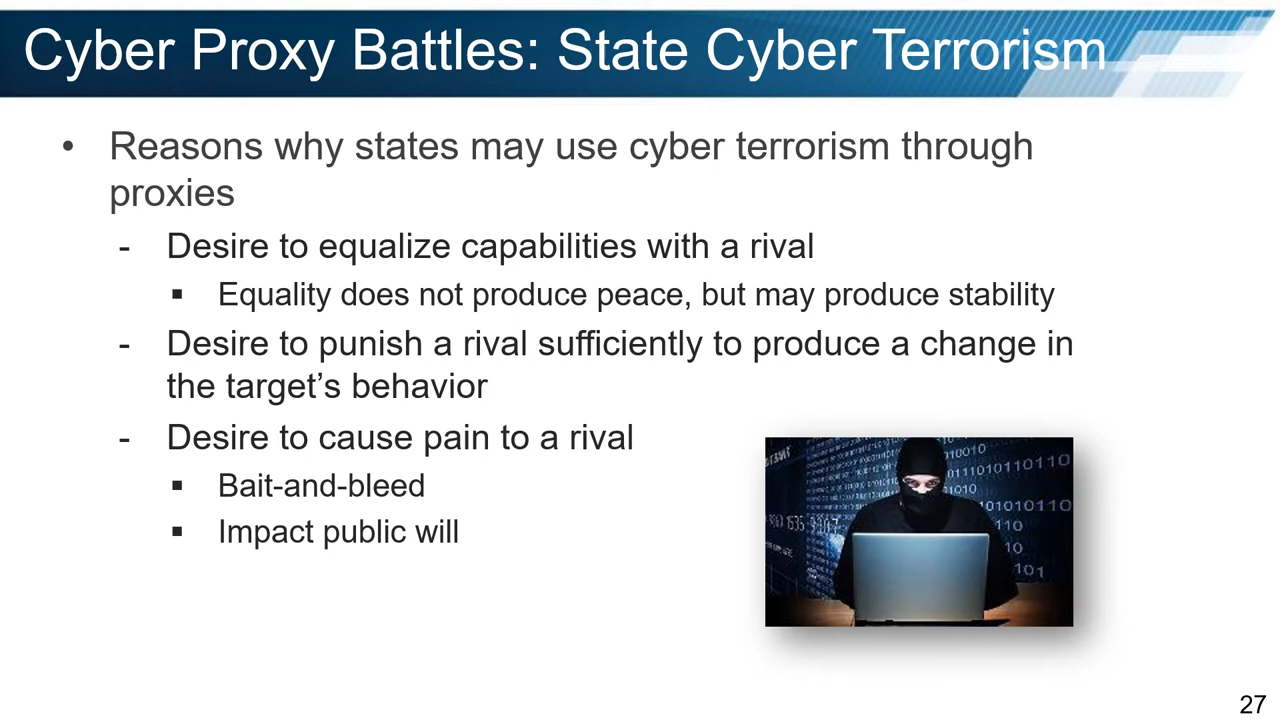 Cyber Proxy Battles: State Cyber Terrorism
• Reasons why states may use cyber terrorism through
proxies
- Desire to equalize capabilities with a rival
▪ Equality does not produce peace, but may produce stability
- Desire to punish a rival sufficiently to produce a change in
the target’s behavior
- Desire to cause pain to a rival
▪ Bait-and-bleed
▪ Impact public will
27